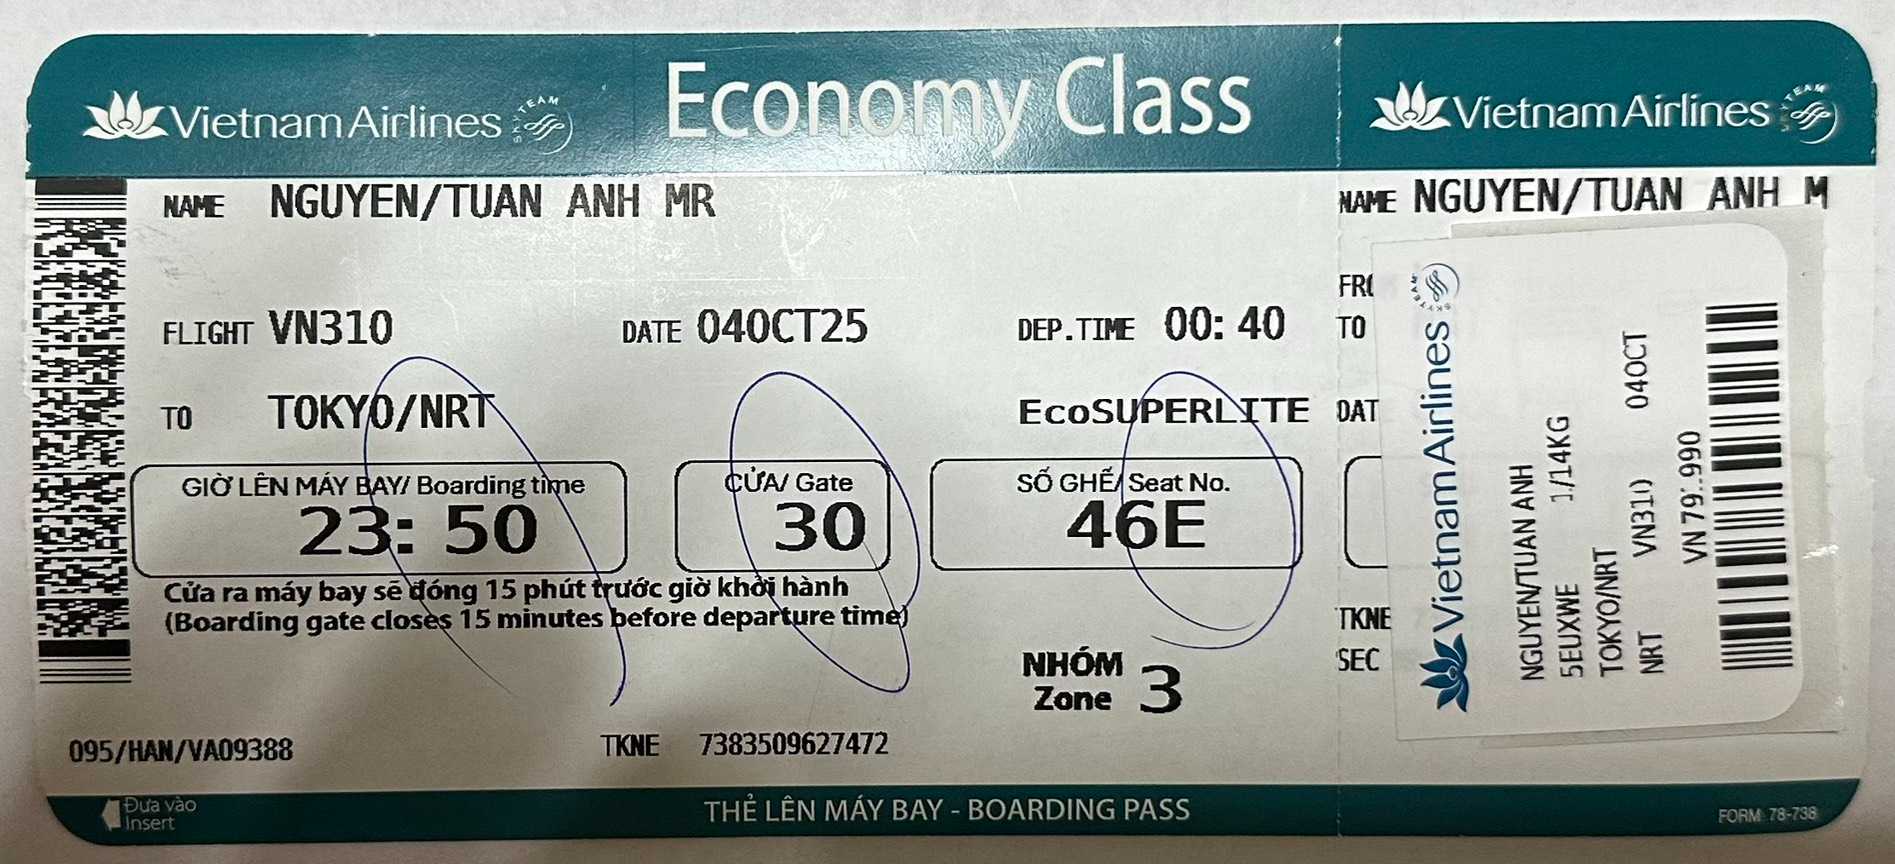 Vietnam Airlines SKYTEAM
Economy Class
Vietnam Airlines SKYTEAM
NAME NGUYEN/TUAN ANH MR
NAME NGUYEN/TUAN ANH M
FLIGHT VN310 DATE 04OCT25 DEP.TIME 00:40
TO TOKYO/NRT EcoSUPERLITE
GIỜ LÊN MÁY BAY/ Boarding time
23:50
CỬA/ Gate
30
SỐ GHẾ/ Seat No.
46E
Cửa ra máy bay sẽ đóng 15 phút trước giờ khởi hành
(Boarding gate closes 15 minutes before departure time)
NHÓM
Zone 3
095/HAN/VA09388 TKNE 7383509627472
Đưa vào
Insert
THẺ LÊN MÁY BAY - BOARDING PASS
FORM: 78-738
TO
TKNE
SEC
Vietnam Airlines SKYTEAM
NGUYEN/TUAN ANH
5EUXWE 1/14KG
TOKYO/NRT
NRT VN310 04OCT